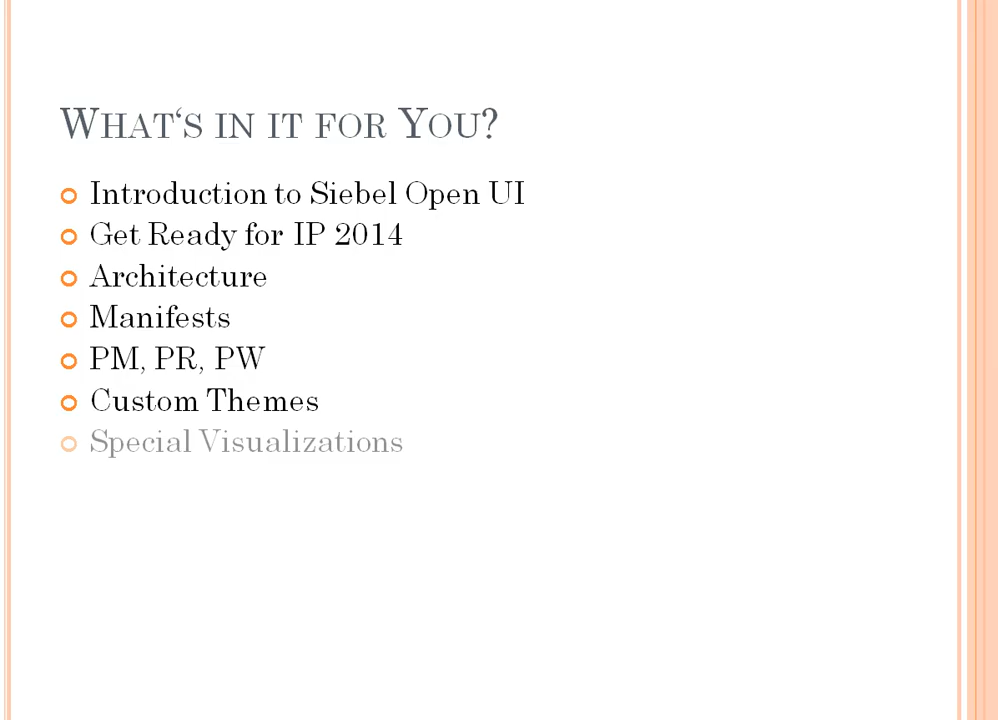 What‘s in it for You?
Introduction to Siebel Open UI
Get Ready for IP 2014
Architecture
Manifests
PM, PR, PW
Custom Themes
Special Visualizations